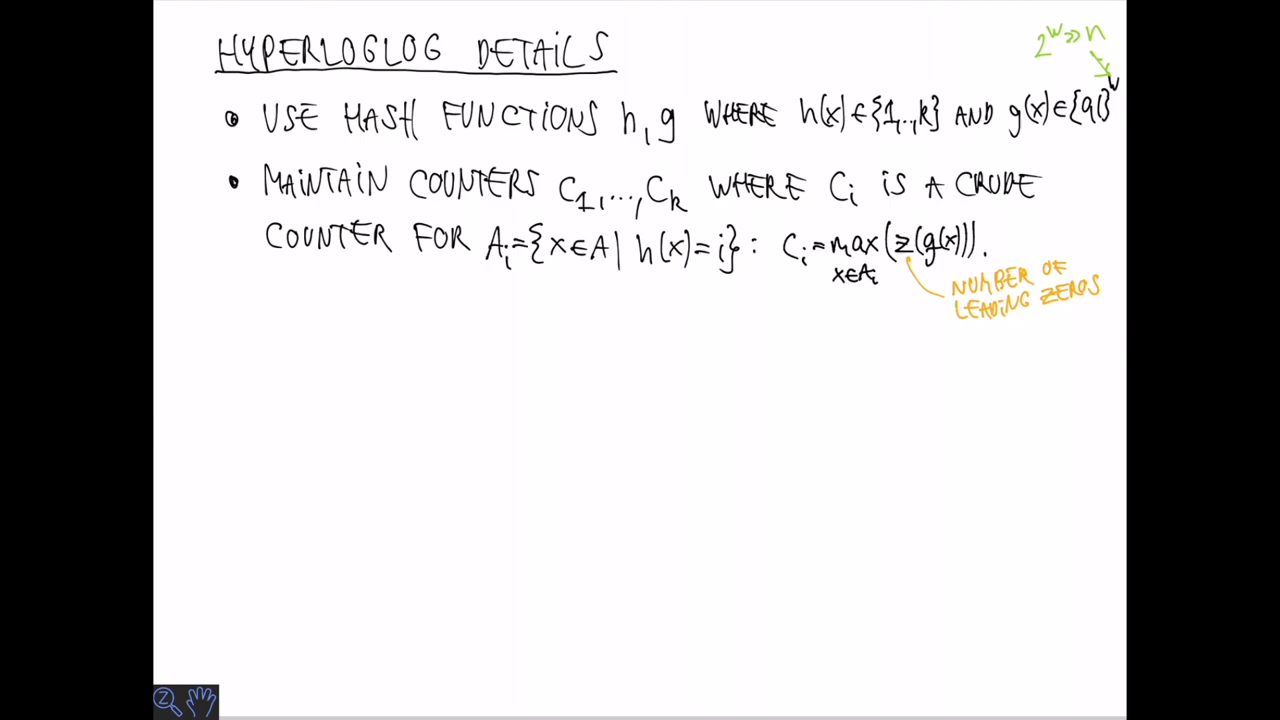 HYPERLOGLOG DETAILS
2^w >> n
• USE HASH FUNCTIONS h, g WHERE h(x) ∈ {1,..,k} AND g(x) ∈ {0,1}^w
• MAINTAIN COUNTERS C_1,...,C_k WHERE C_i IS A CRUDE
COUNTER FOR A_i = {x ∈ A | h(x) = i} : C_i = max_{x∈A_i} (z(g(x))).
NUMBER OF
LEADING ZEROS
Z